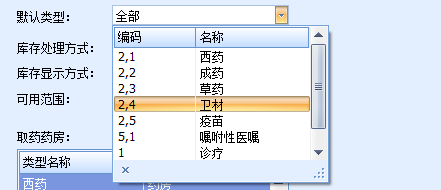 默认类型： 全部
编码 名称
库存处理方式：
2,1 西药
库存显示方式：
2,2 成药
2,3 草药
可用范围：
2,4 卫材
2,5 疫苗
取药药房：
5,1 嘱咐性医嘱
类型名称
1 诊疗
西药 药房